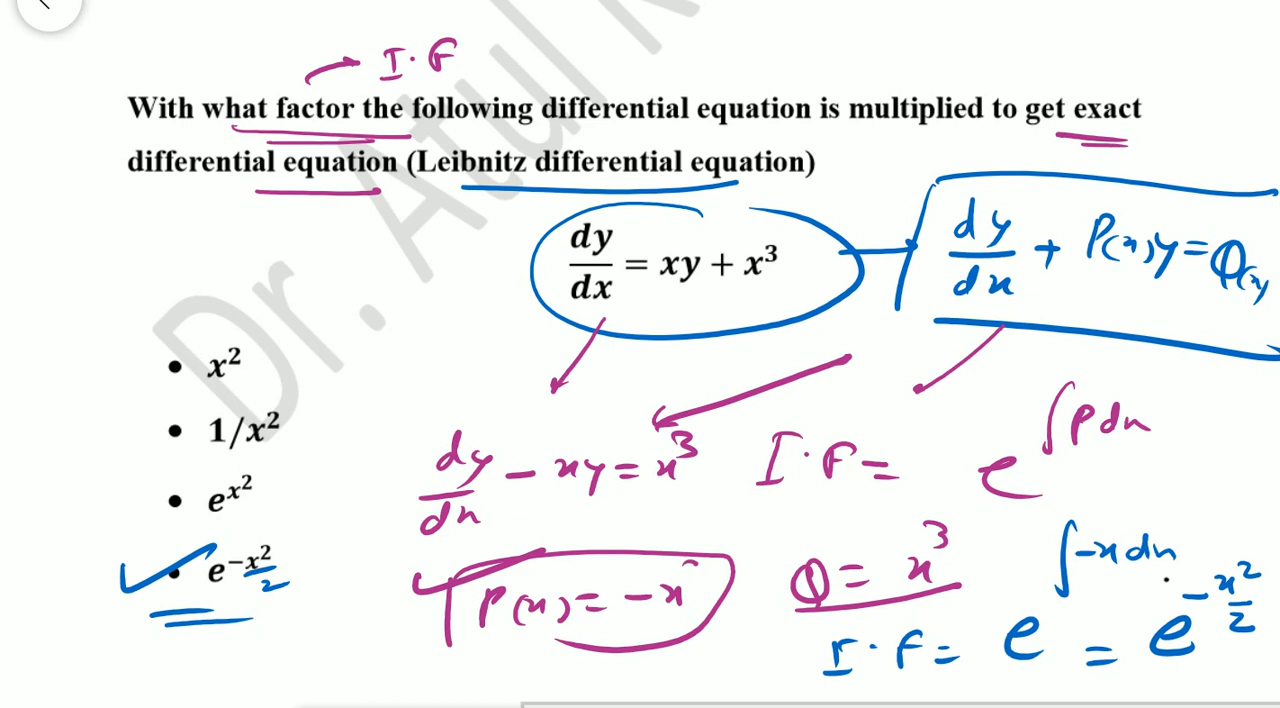 I.F
With what factor the following differential equation is multiplied to get exact
differential equation (Leibnitz differential equation)
dy/dx = xy + x³
dy/dx + P(x)y = Q(x)
• x²
• 1/x²
• e^x²
• e^-x²/2
dy/dx - xy = x³
I.F = e^∫Pdx
P(x) = -x
Q = x³
I.F = e^∫-xdx = e^-x²/2
Dr. Atul